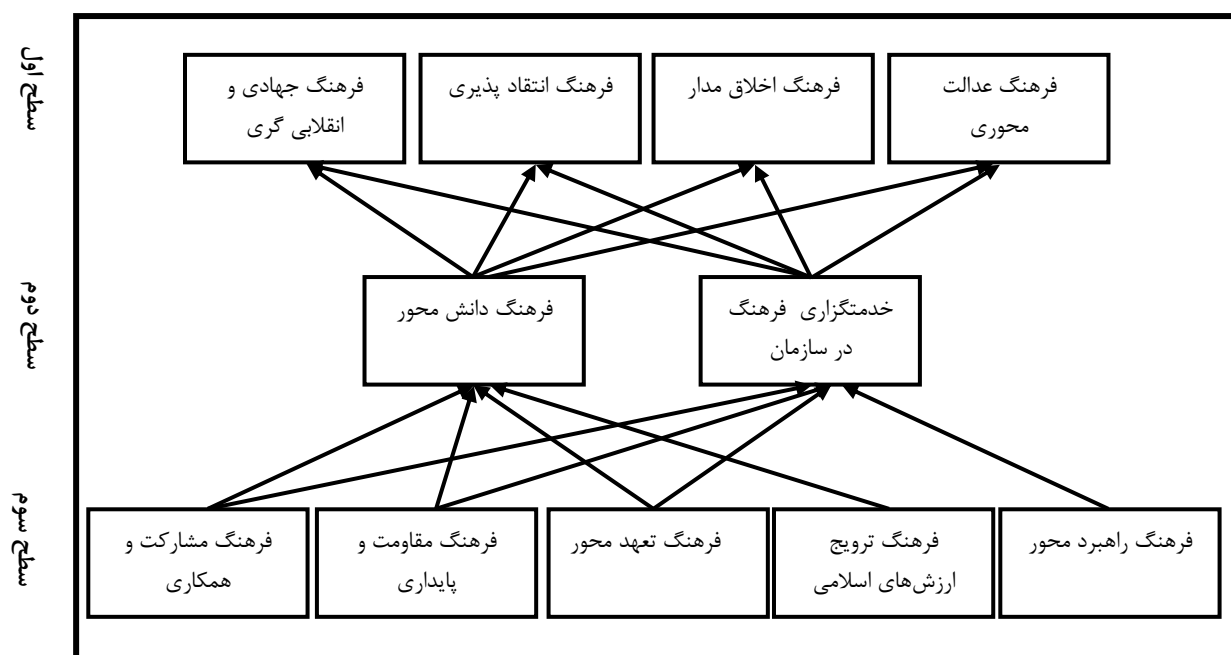 سطح اول
فرهنگ عدالت
محوری
فرهنگ اخلاق مدار
فرهنگ انتقاد پذیری
فرهنگ جهادی و
انقلابی گری
سطح دوم
خدمتگزاری فرهنگ
در سازمان
فرهنگ دانش محور
سطح سوم
فرهنگ راهبرد محور
فرهنگ ترویج
ارزش‌های اسلامی
فرهنگ تعهد محور
فرهنگ مقاومت و
پایداری
فرهنگ مشارکت و
همکاری